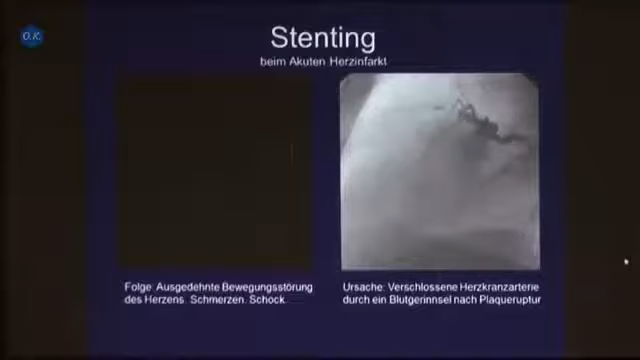 O.K.
Stenting
beim Akuten Herzinfarkt
Folge: Ausgedehnte Bewegungsstörung
des Herzens. Schmerzen. Schock.
Ursache: Verschlossene Herzkranzarterie
durch ein Blutgerinnsel nach Plaqueruptur